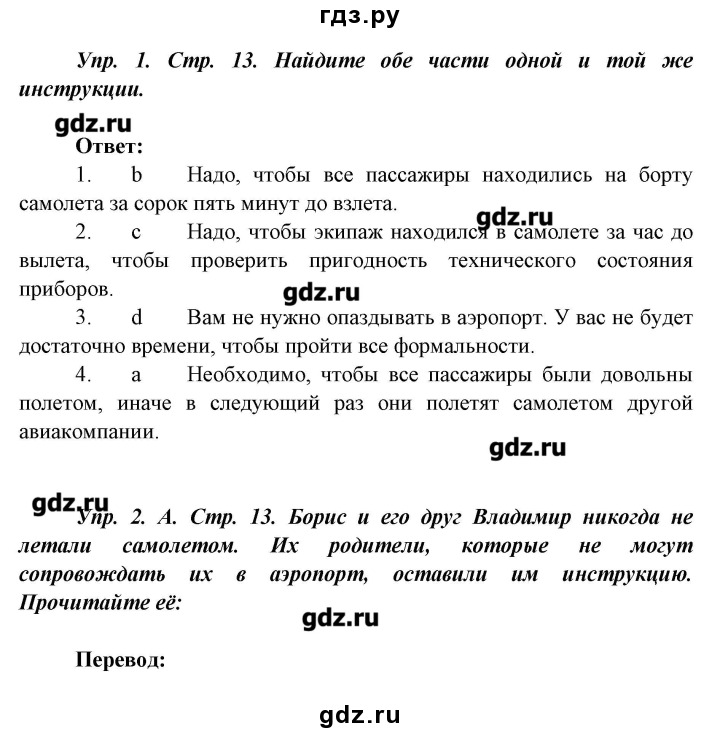 гдз.ру
Упр. 1. Стр. 13. Найдите обе части одной и той же
инструкции.
gdz.ru
Ответ:
1. b Надо, чтобы все пассажиры находились на борту
самолета за сорок пять минут до взлета.
gdz.ru
2. c Надо, чтобы экипаж находился в самолете за час до
вылета, чтобы проверить пригодность технического состояния
приборов.
gdz.ru
3. d Вам не нужно опаздывать в аэропорт. У вас не будет
достаточно времени, чтобы пройти все формальности.
4. a Необходимо, чтобы все пассажиры были довольны
полетом, иначе в следующий раз они полетят самолетом другой
авиакомпании.
gdz.ru
gdz.ru
Упр. 2. А. Стр. 13. Борис и его друг Владимир никогда не
летали самолетом. Их родители, которые не могут
сопровождать их в аэропорт, оставили им инструкцию.
Прочитайте её:
gdz.ru
Перевод:
gdz.ru